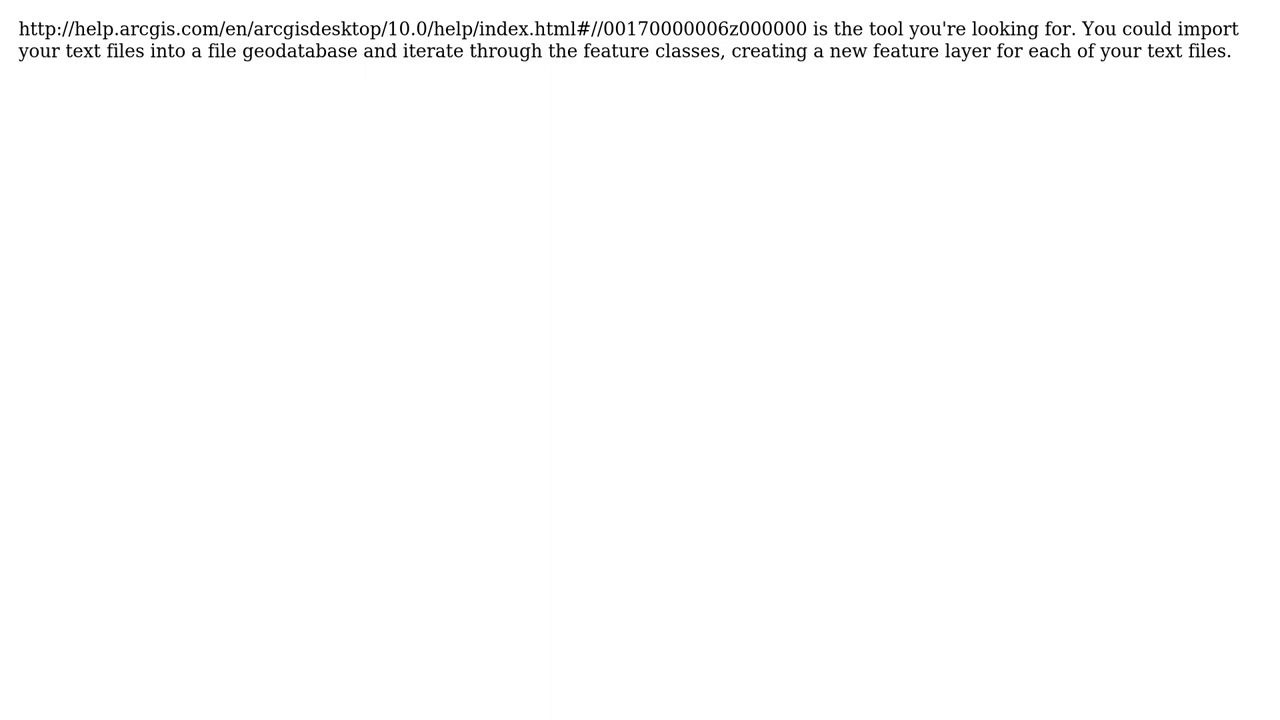 http://help.arcgis.com/en/arcgisdesktop/10.0/help/index.html#//00170000006z000000 is the tool you're looking for. You could import
your text files into a file geodatabase and iterate through the feature classes, creating a new feature layer for each of your text files.